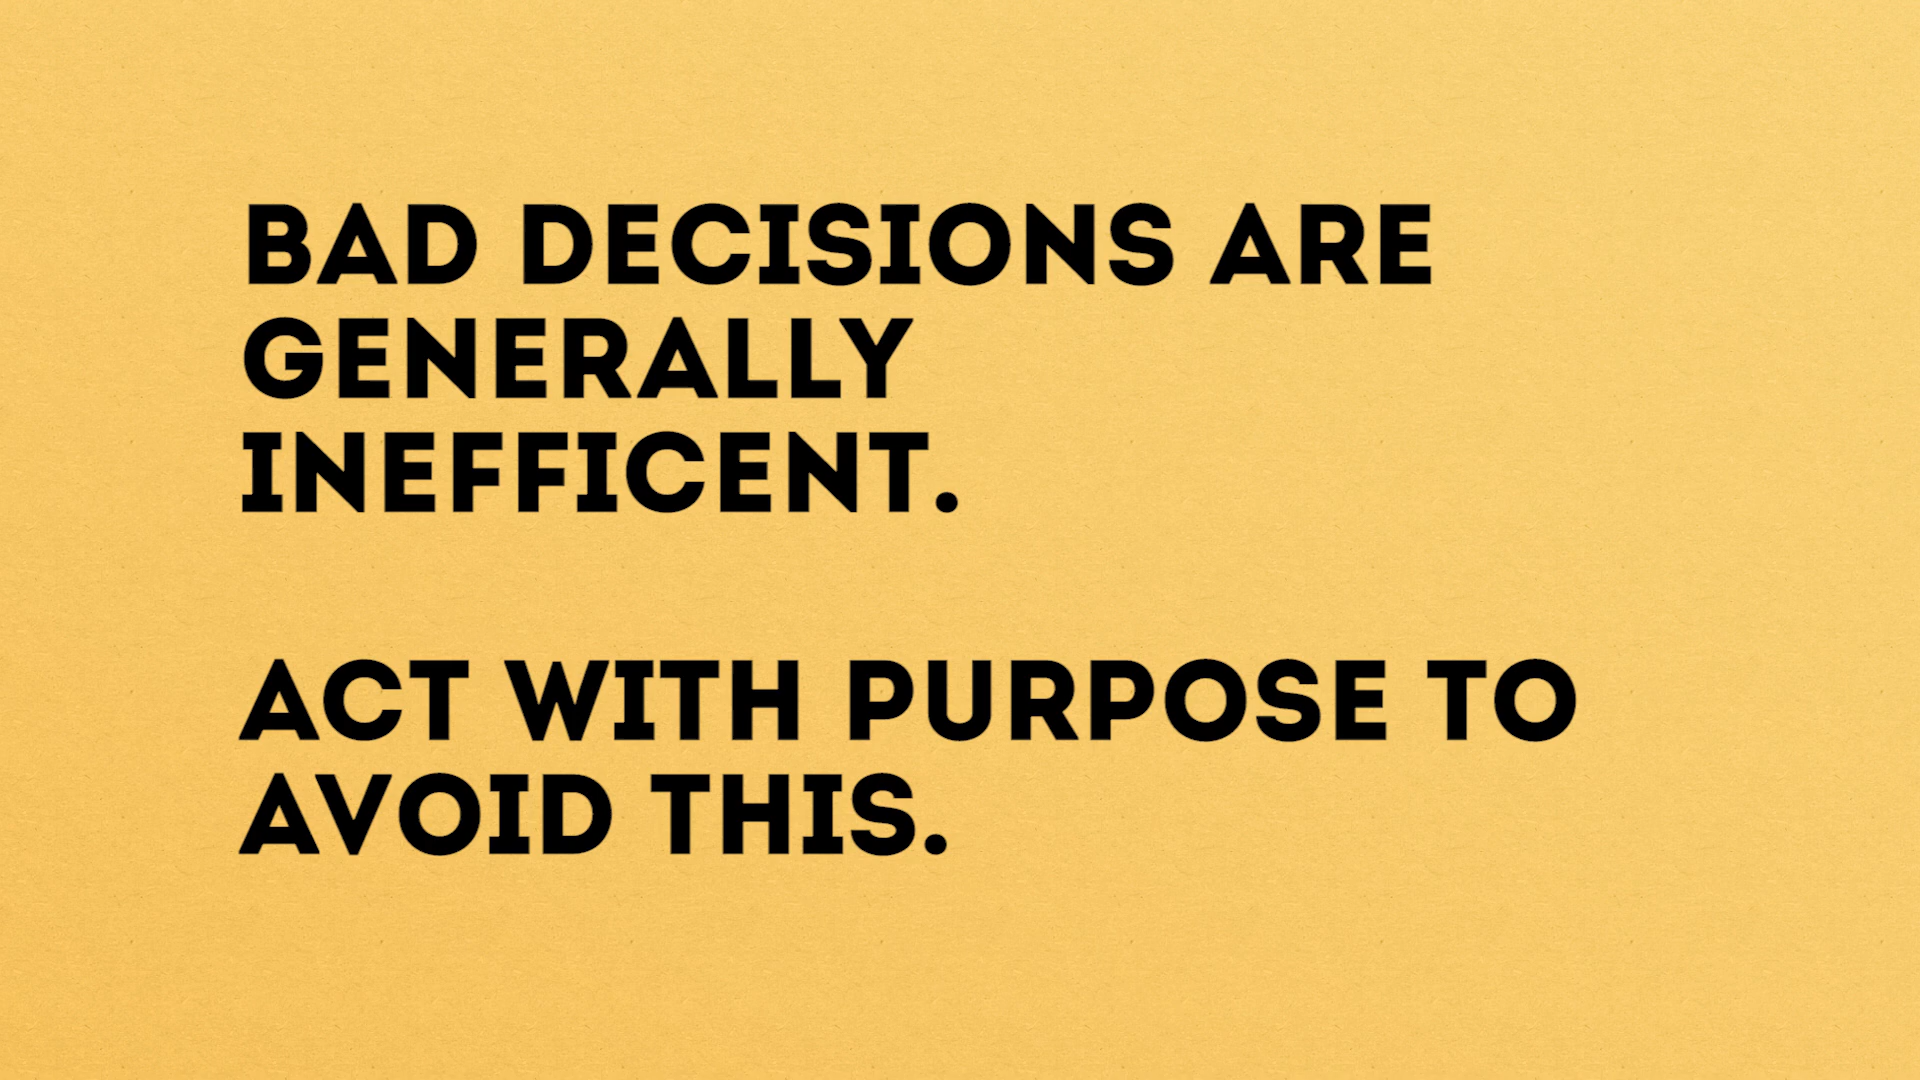 BAD DECISIONS ARE
GENERALLY
INEFFICENT.
ACT WITH PURPOSE TO
AVOID THIS.